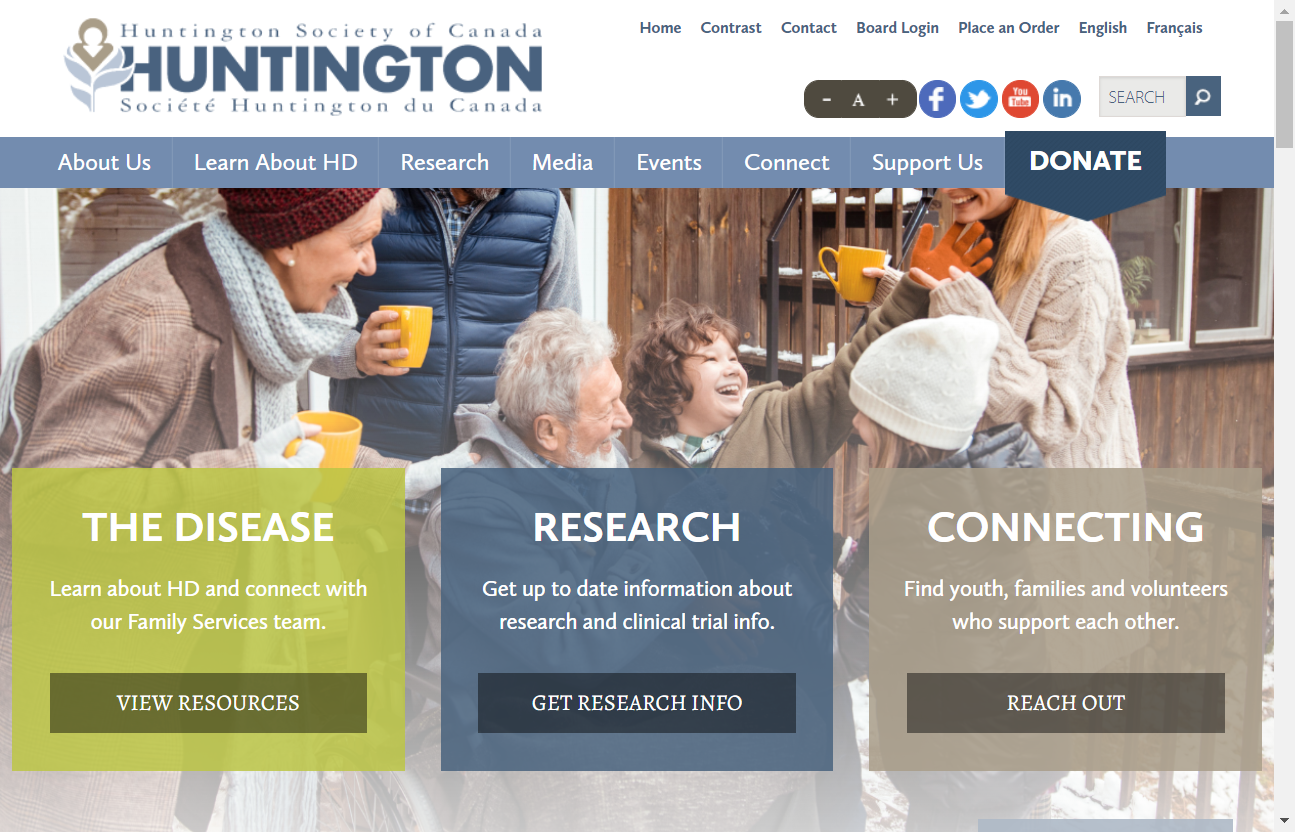 Huntington Society of Canada
HUNTINGTON
Société Huntington du Canada
Home Contrast Contact Board Login Place an Order English Français
- A +
f You Tube in
SEARCH
About Us Learn About HD Research Media Events Connect Support Us DONATE
THE DISEASE
Learn about HD and connect with
our Family Services team.
VIEW RESOURCES
RESEARCH
Get up to date information about
research and clinical trial info.
GET RESEARCH INFO
CONNECTING
Find youth, families and volunteers
who support each other.
REACH OUT